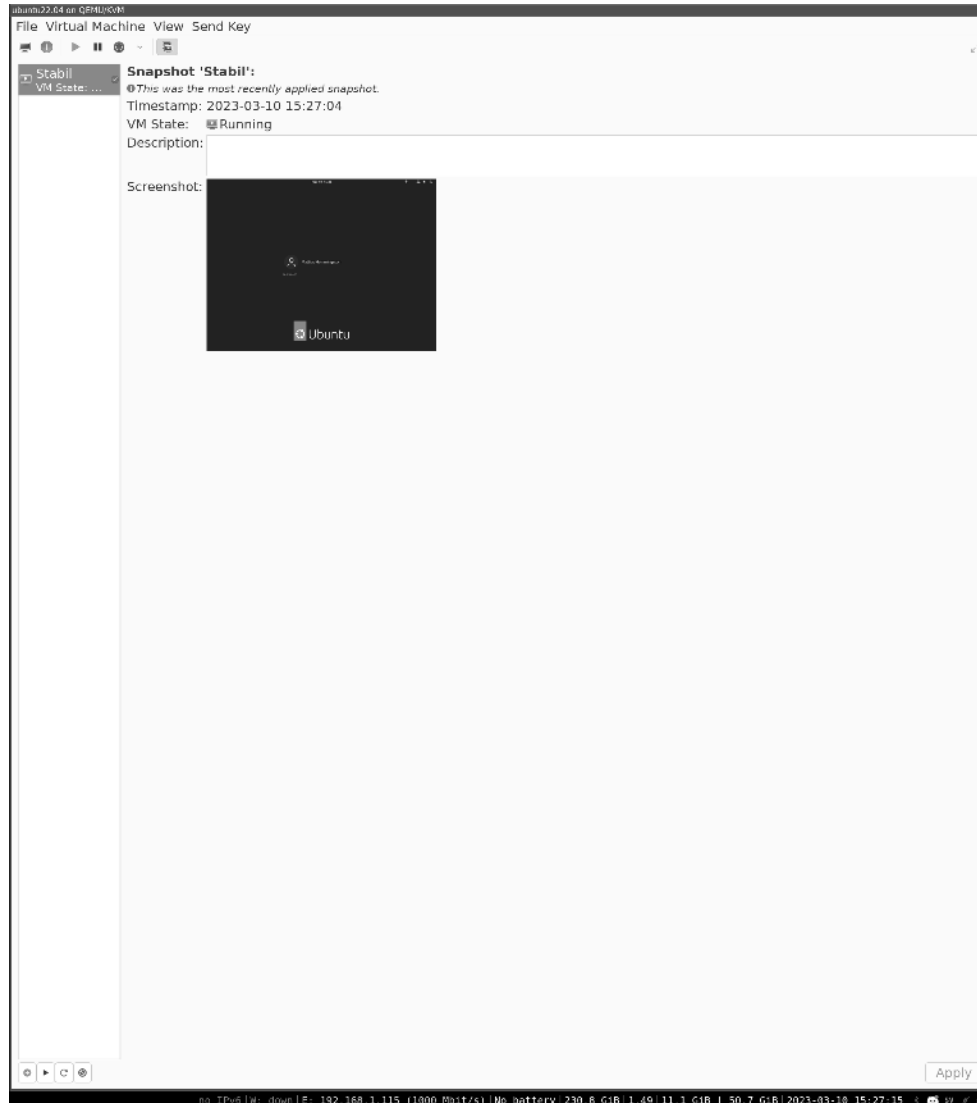 ubuntu22.04 on QEMU/KVM
File Virtual Machine View Send Key
Stabil
VM State: ...
Snapshot 'Stabil':
This was the most recently applied snapshot.
Timestamp: 2023-03-10 15:27:04
VM State: Running
Description:
Screenshot:
Ubuntu
Apply
no IPv6|W: down|E: 192.168.1.115 (1000 Mbit/s)|No battery|230.8 GiB|1.49|11.1 GiB | 50.7 GiB|2023-03-10 15:27:15